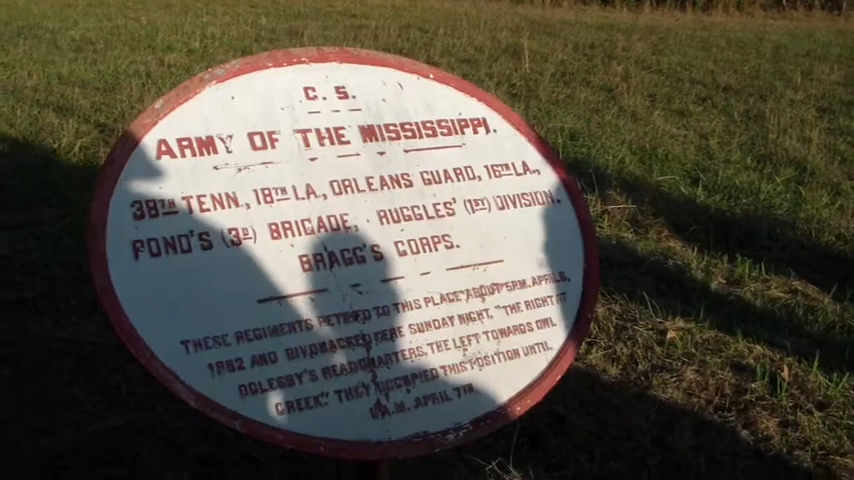 C. S.
ARMY OF THE MISSISSIPPI.
38TH TENN., 18TH LA., ORLEANS GUARD, 16TH LA.,
POND'S (3D) BRIGADE, RUGGLES' (1ST) DIVISION,
BRAGG'S CORPS.
THESE REGIMENTS RETIRED TO THIS PLACE ABOUT 5 P.M. APRIL 6,
1862 AND BIVOUACKED HERE SUNDAY NIGHT, "THE RIGHT AT
OGLESBY'S HEADQUARTERS, THE LEFT TOWARDS OWL
CREEK." THEY OCCUPIED THIS POSITION UNTIL
A.M. APRIL 7TH